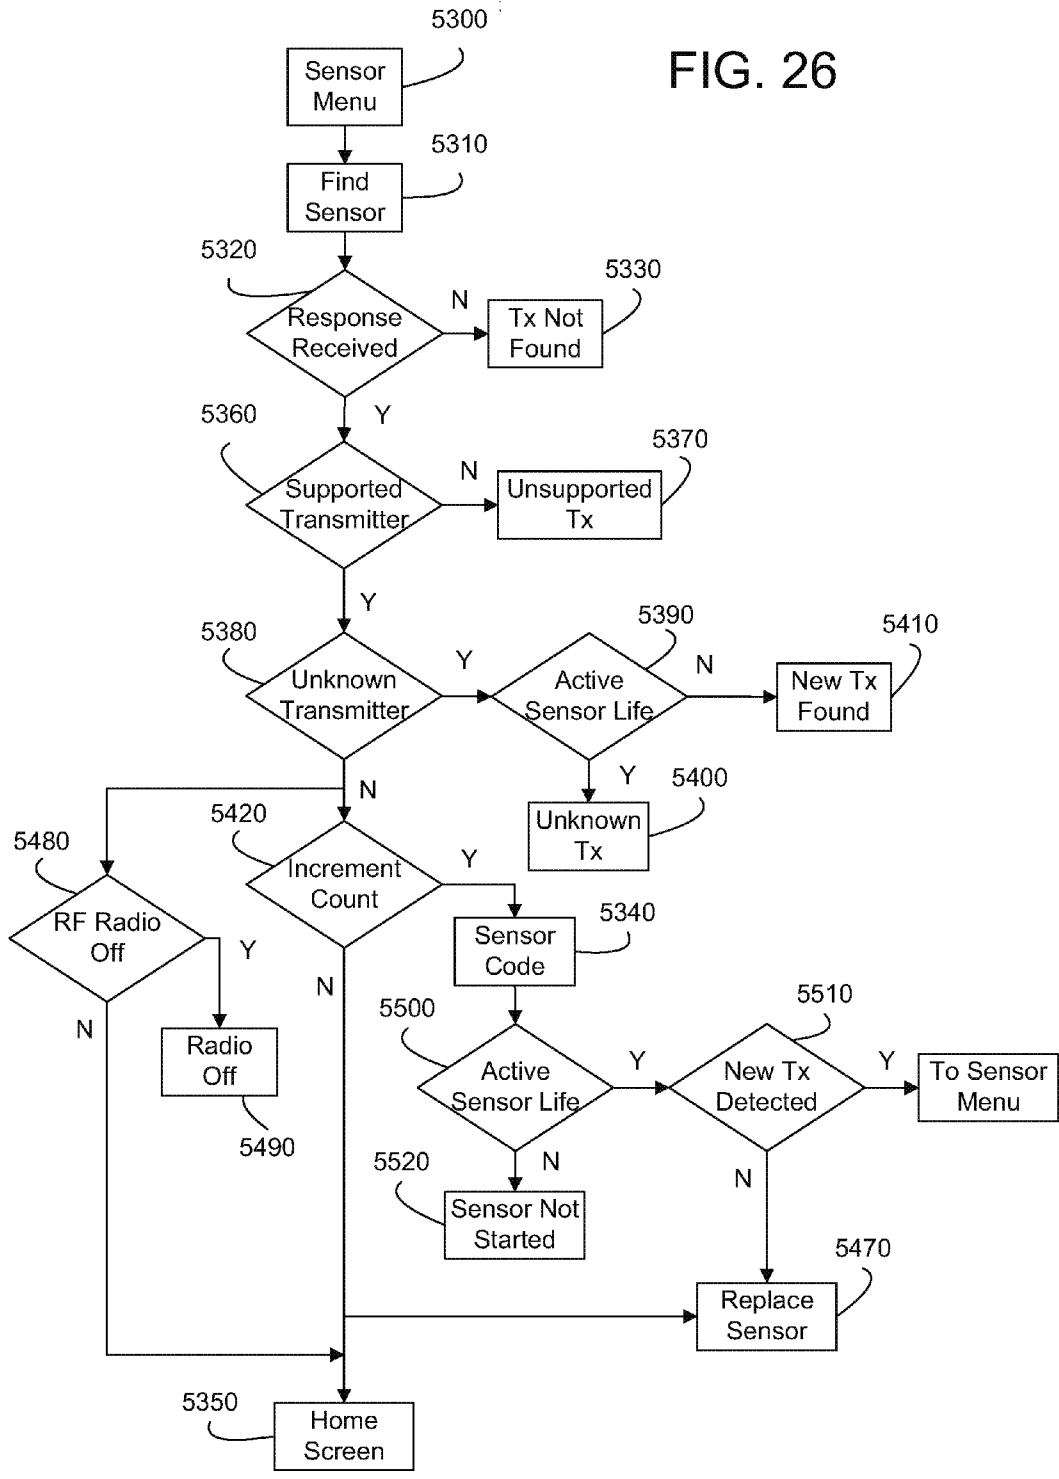 5300
FIG. 26
Sensor
Menu
5310
Find
Sensor
5320
5330
N
Response
Received
Tx Not
Found
Y
5360
5370
N
Supported
Transmitter
Unsupported
Tx
Y
5380
5390
5410
Y
N
Unknown
Transmitter
Active
Sensor Life
New Tx
Found
Y
N
5400
Unknown
Tx
5420
5480
Y
Increment
Count
RF Radio
Off
Y
5340
Sensor
Code
N
N
5500
5510
Radio
Off
Y
Y
Active
Sensor Life
New Tx
Detected
To Sensor
Menu
5490
5520
N
N
Sensor Not
Started
5470
Replace
Sensor
5350
Home
Screen